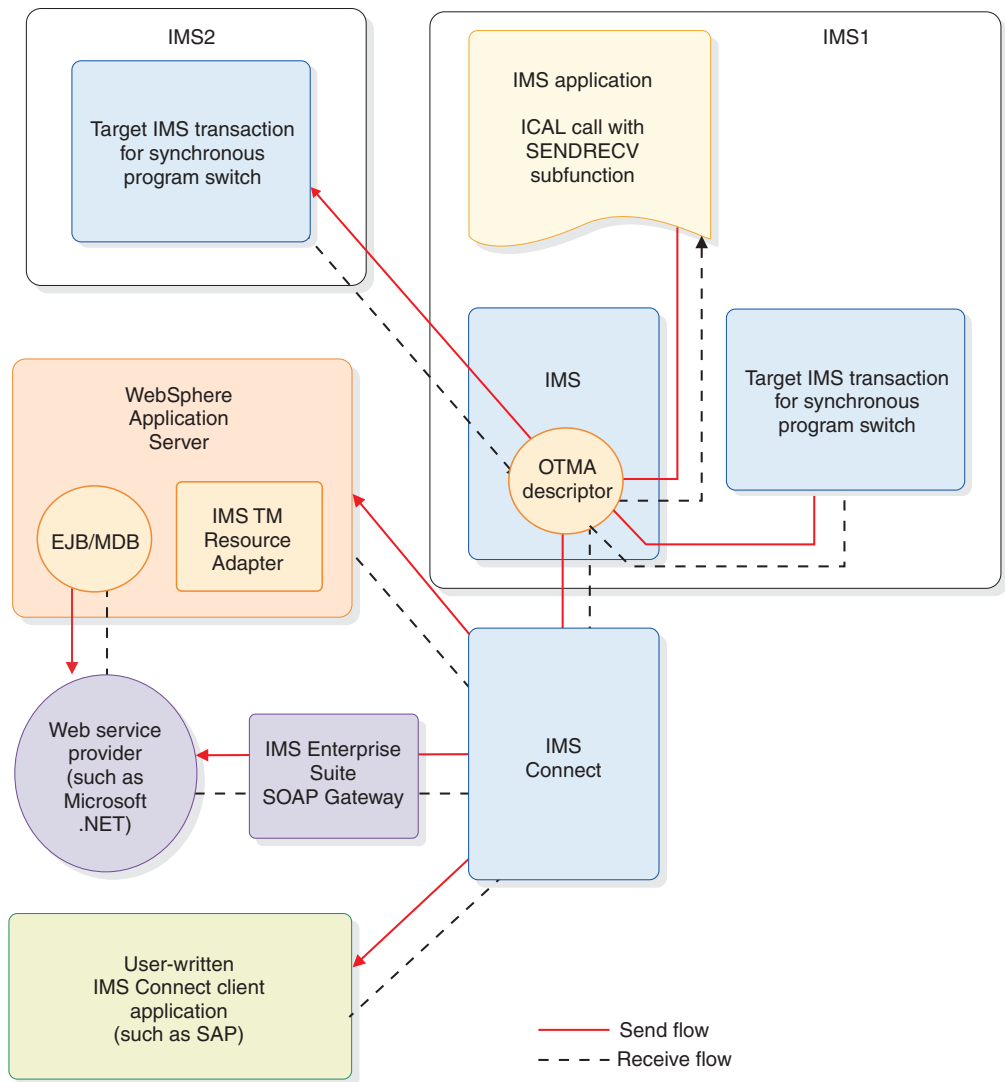 IMS2
Target IMS transaction
for synchronous
program switch
IMS1
IMS application
ICAL call with
SENDRECV
subfunction
IMS
OTMA
descriptor
Target IMS transaction
for synchronous
program switch
WebSphere
Application
Server
EJB/MDB
IMS TM
Resource
Adapter
Web service
provider
(such as
Microsoft
.NET)
IMS Enterprise
Suite
SOAP Gateway
IMS
Connect
User-written
IMS Connect client
application
(such as SAP)
Send flow
Receive flow